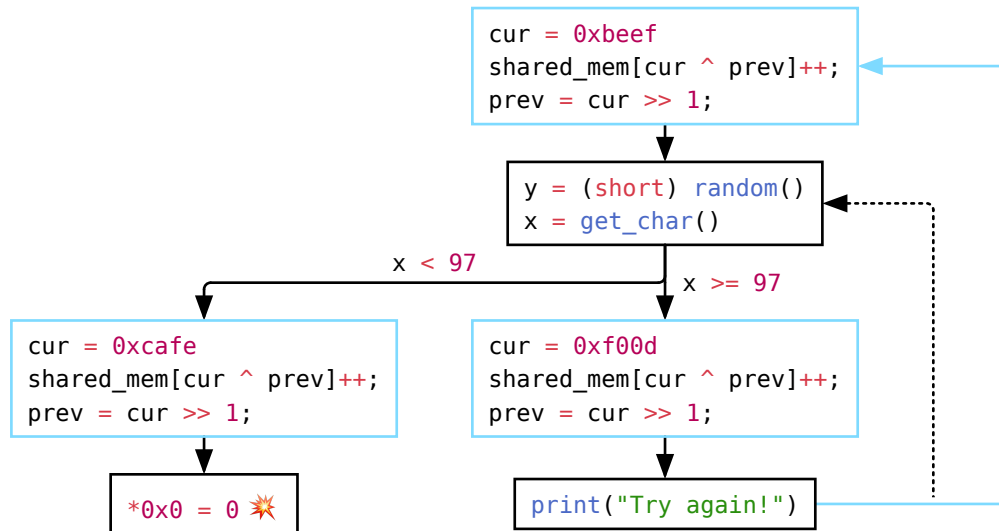 cur = 0xbeef
shared_mem[cur ^ prev]++;
prev = cur >> 1;
y = (short) random()
x = get_char()
x < 97
x >= 97
cur = 0xcafe
shared_mem[cur ^ prev]++;
prev = cur >> 1;
cur = 0xf00d
shared_mem[cur ^ prev]++;
prev = cur >> 1;
*0x0 = 0 💥
print("Try again!")